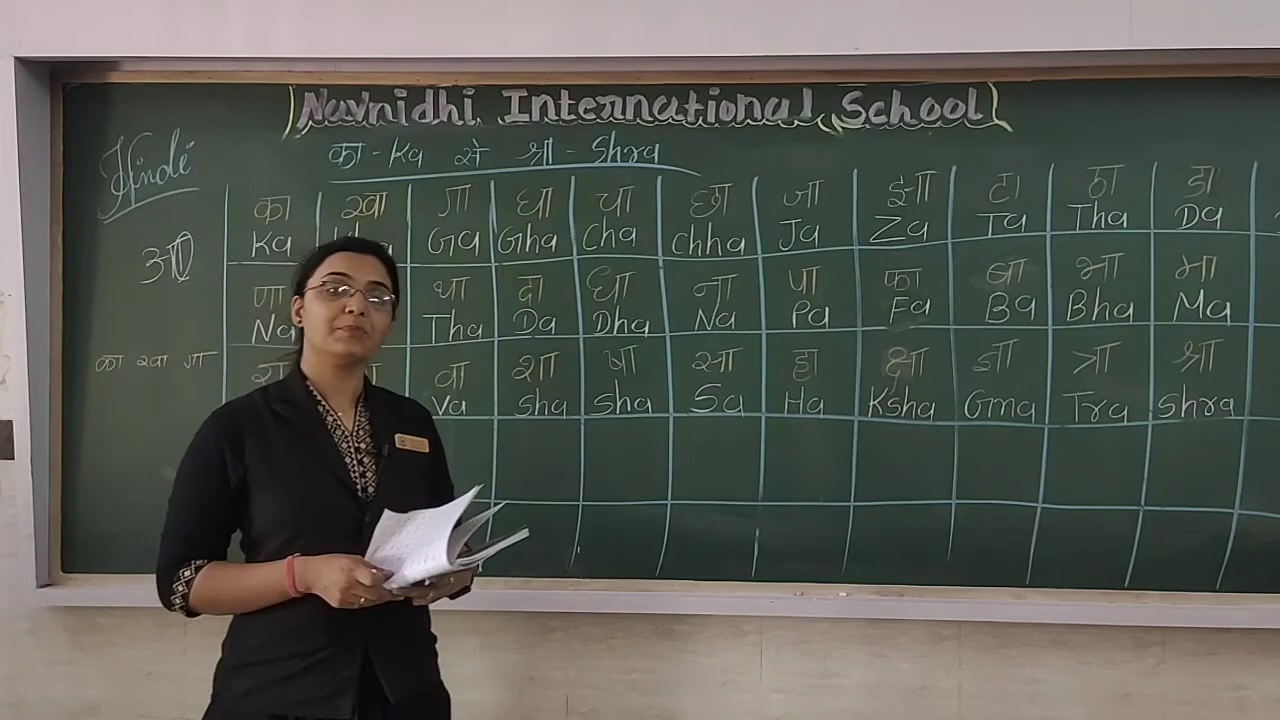 Navnidhi International School
Hindi
का - Ka से श्रा - Shra
का खा गा घा चा छा जा झा टा ठा डा
Ka Ga Gha Cha Chha Ja Za Ta Tha Da
आ
णा था दा धा ना पा फा बा भा मा
Na Tha Da Dha Na Pa Fa Ba Bha Ma
का खा गा
वा शा षा सा हा क्षा ज्ञा त्रा श्रा
Va Sha Sha Sa Ha Ksha Gna Tra Shra